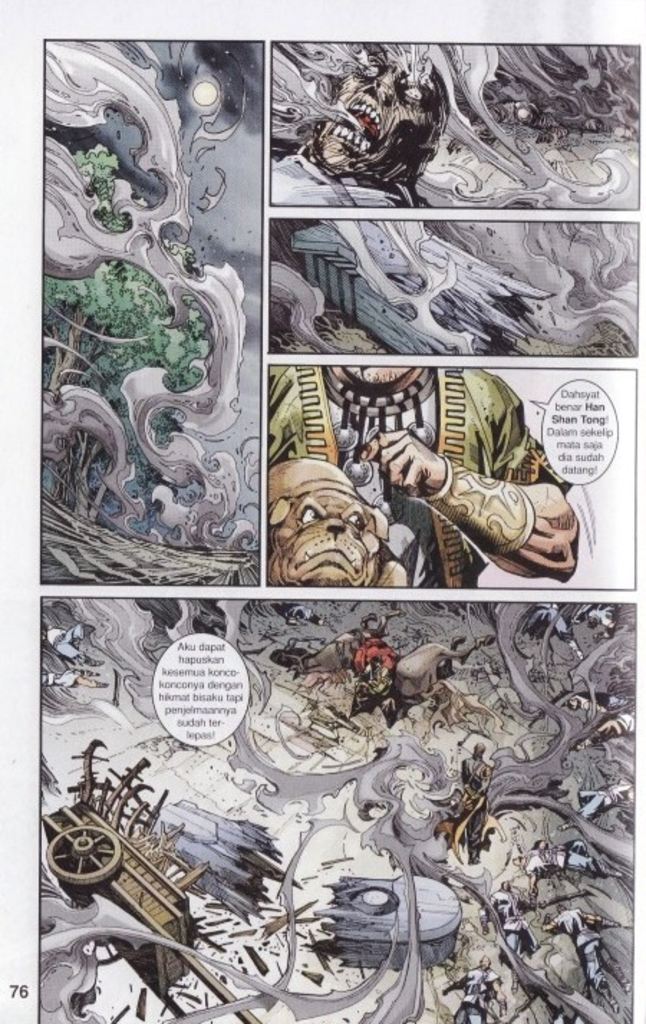 Dahsyat
benar Han
Shan Tong!
Dalam sekelip
mata saja
dia sudah
datang!
Aku dapat
hapuskan
kesemua konco-
konconya dengan
hikmat bisaku tapi
penjelmaannya
sudah ter-
lepas!
76